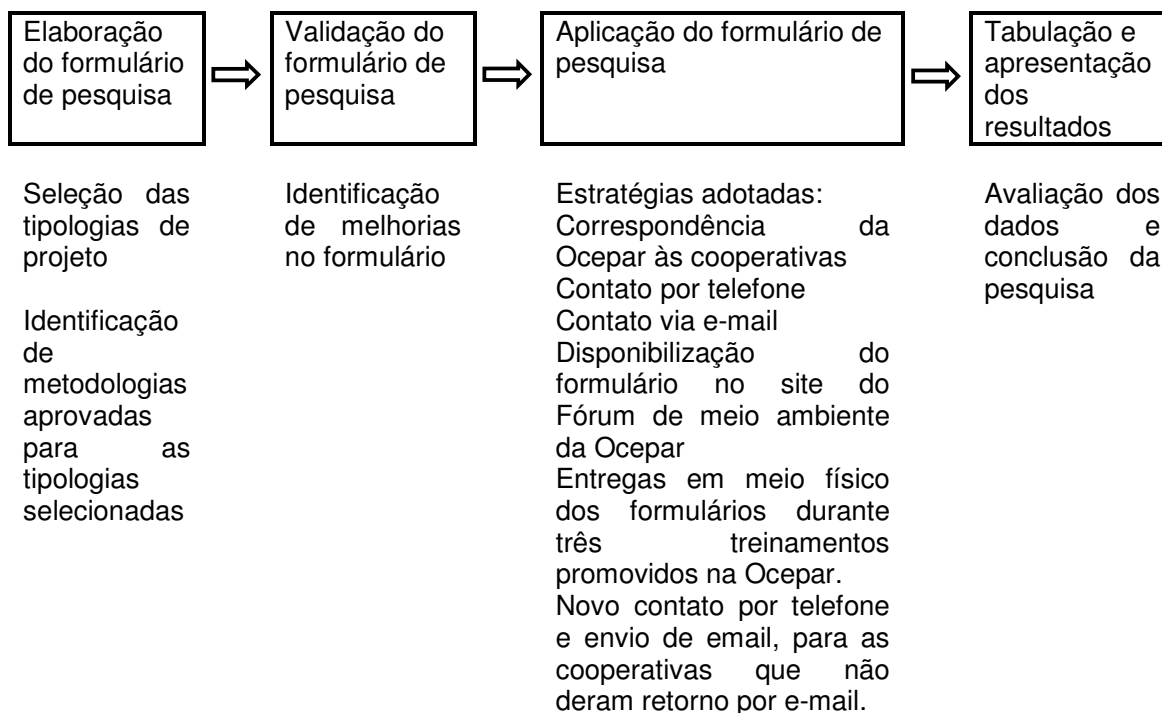 Elaboração
do formulário
de pesquisa
Validação do
formulário de
pesquisa
Aplicação do formulário de
pesquisa
Tabulação e
apresentação
dos
resultados
Seleção das
tipologias de
projeto
Identificação
de
metodologias
aprovadas
para as
tipologias
selecionadas
Identificação
de melhorias
no formulário
Estratégias adotadas:
Correspondência da
Ocepar às cooperativas
Contato por telefone
Contato via e-mail
Disponibilização do
formulário no site do
Fórum de meio ambiente
da Ocepar
Entregas em meio físico
dos formulários durante
três treinamentos
promovidos na Ocepar.
Novo contato por telefone
e envio de email, para as
cooperativas que não
deram retorno por e-mail.
Avaliação dos
dados e
conclusão da
pesquisa